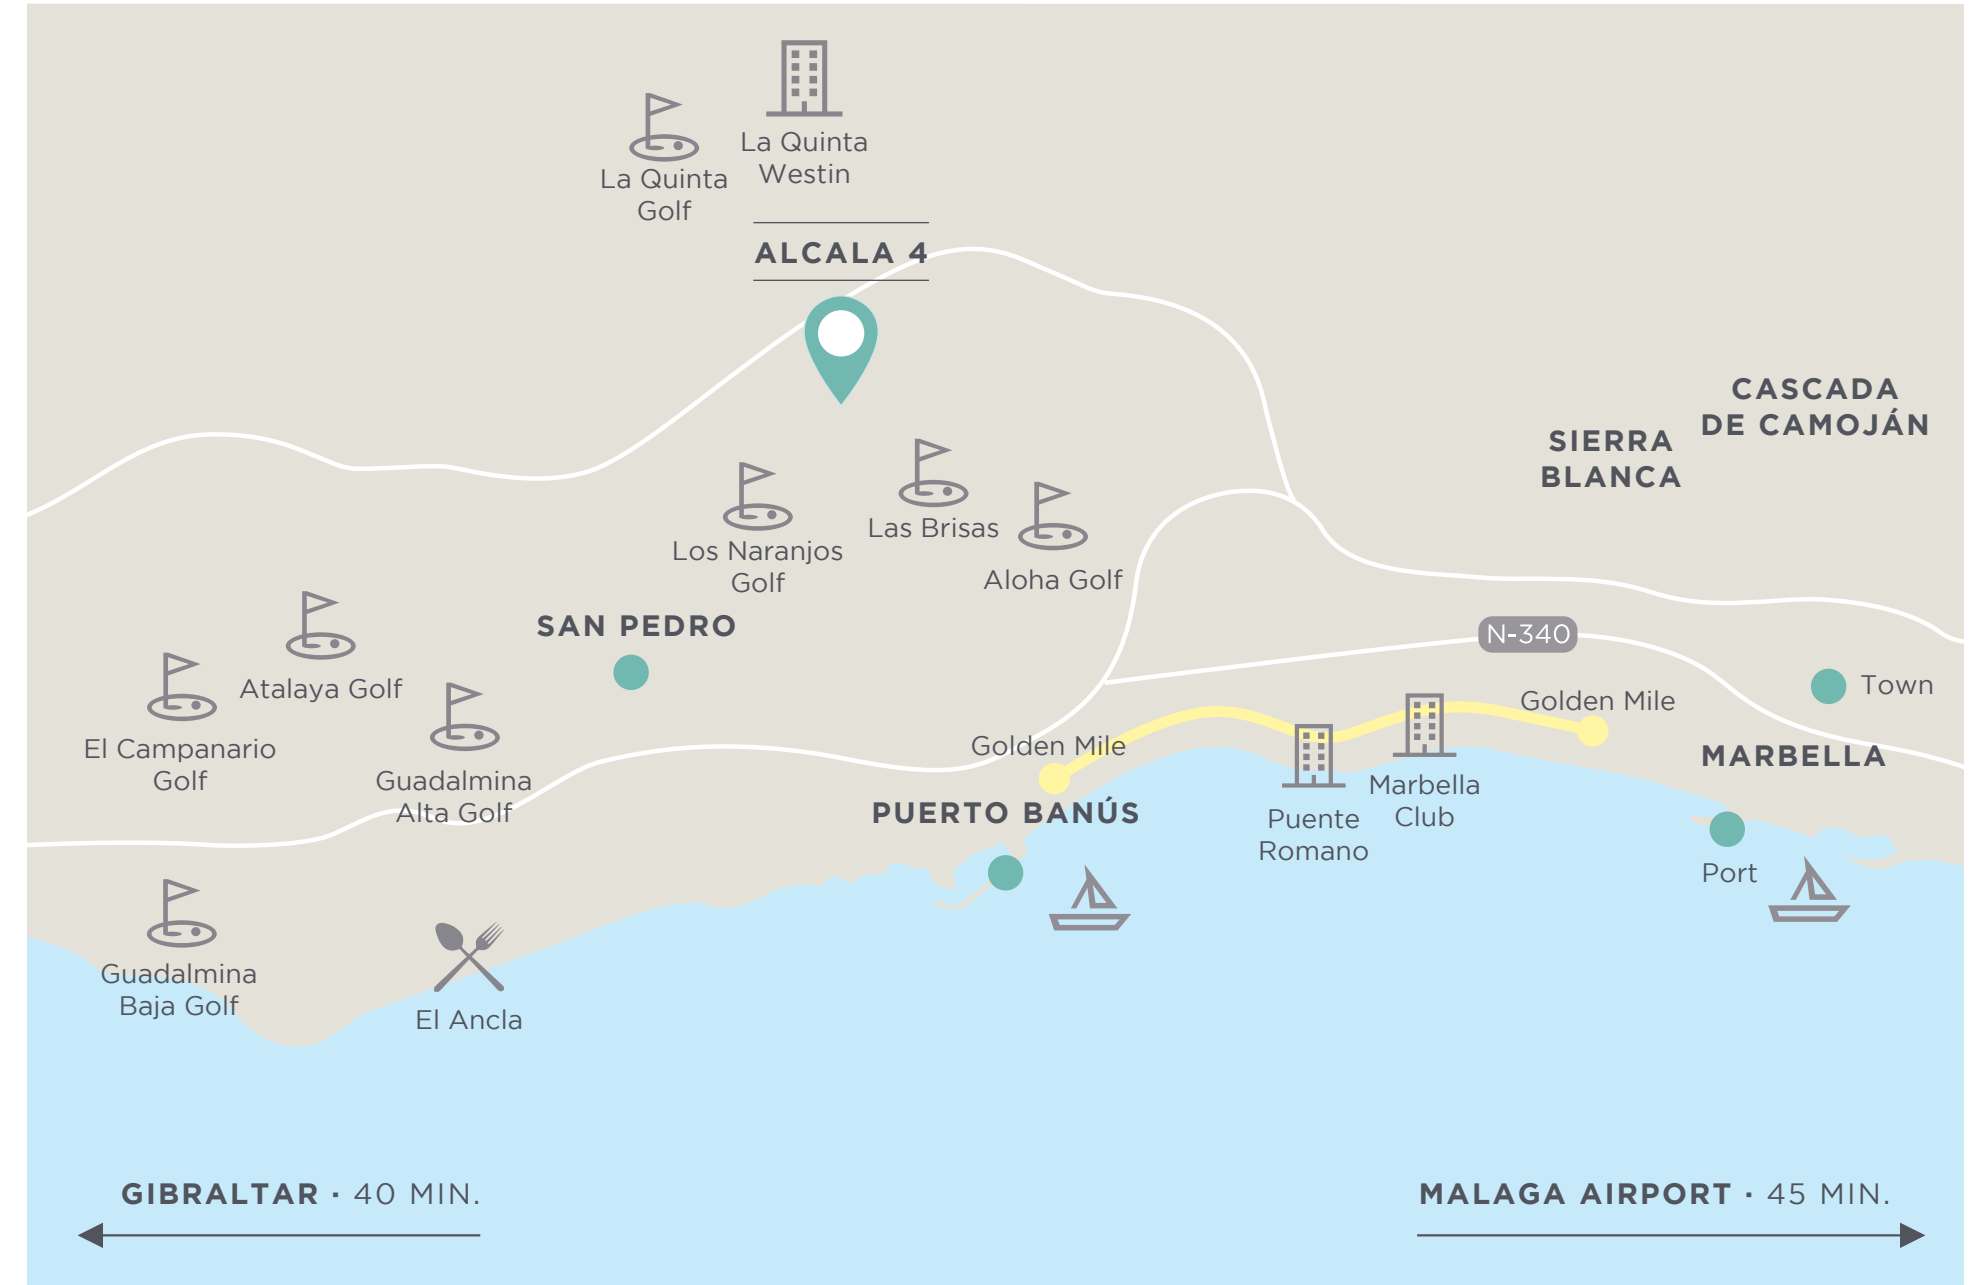 La Quinta
Westin
La Quinta
Golf
ALCALA 4
CASCADA
DE CAMOJÁN
SIERRA
BLANCA
Las Brisas
Los Naranjos
Golf
Aloha Golf
SAN PEDRO
N-340
Atalaya Golf
Town
Golden Mile
El Campanario
Golf
Golden Mile
MARBELLA
Guadalmina
Alta Golf
Marbella
Club
PUERTO BANÚS
Puente
Romano
Port
Guadalmina
Baja Golf
El Ancla
GIBRALTAR · 40 MIN.
MALAGA AIRPORT · 45 MIN.